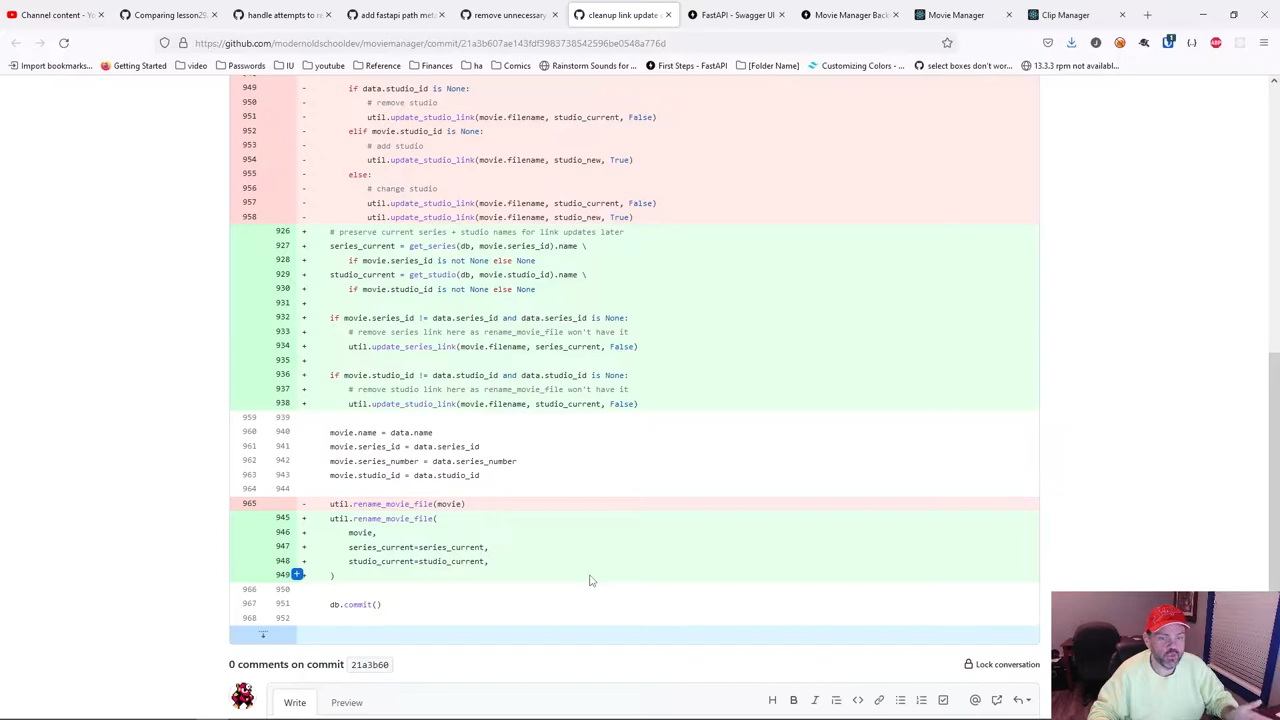 Channel content - Y
Comparing lesson29.
handle attempts to re
add fastapi path met
remove unnecessary
cleanup link update c
FastAPI - Swagger UI
Movie Manager Back
Movie Manager
Clip Manager
Import bookmarks...
Getting Started
video
Passwords
IU
youtube
Reference
Finances
ha
Comics
Rainstorm Sounds for ...
First Steps - FastAPI
[Folder Name]
Customizing Colors - ...
select boxes don't wor...
13.3.3 rpm not availabl...
949 - if data.studio_id is None:
950 - # remove studio
951 - util.update_studio_link(movie.filename, studio_current, False)
952 - elif movie.studio_id is None:
953 - # add studio
954 - util.update_studio_link(movie.filename, studio_new, True)
955 - else:
956 - # change studio
957 - util.update_studio_link(movie.filename, studio_current, False)
958 - util.update_studio_link(movie.filename, studio_new, True)
926 + # preserve current series + studio names for link updates later
927 + series_current = get_series(db, movie.series_id).name \
928 + if movie.series_id is not None else None
929 + studio_current = get_studio(db, movie.studio_id).name \
930 + if movie.studio_id is not None else None
931 +
932 + if movie.series_id != data.series_id and data.series_id is None:
933 + # remove series link here as rename_movie_file won't have it
934 + util.update_series_link(movie.filename, series_current, False)
935 +
936 + if movie.studio_id != data.studio_id and data.studio_id is None:
937 + # remove studio link here as rename_movie_file won't have it
938 + util.update_studio_link(movie.filename, studio_current, False)
959 939
960 940 movie.name = data.name
961 941 movie.series_id = data.series_id
962 942 movie.series_number = data.series_number
963 943 movie.studio_id = data.studio_id
964 944
965 - util.rename_movie_file(movie)
945 + util.rename_movie_file(
946 + movie,
947 + series_current=series_current,
948 + studio_current=studio_current,
949 + )
966 950
967 951 db.commit()
968 952
0 comments on commit 21a3b60
Lock conversation
Write
Preview